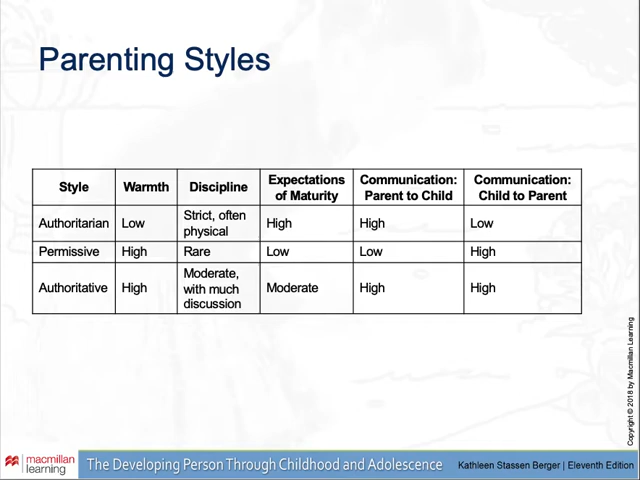 Parenting Styles
Style Warmth Discipline Expectations of Maturity Communication: Parent to Child Communication: Child to Parent
Authoritarian Low Strict, often physical High High Low
Permissive High Rare Low Low High
Authoritative High Moderate, with much discussion Moderate High High
Copyright © 2018 by Macmillan Learning
macmillan learning
The Developing Person Through Childhood and Adolescence
Kathleen Stassen Berger | Eleventh Edition